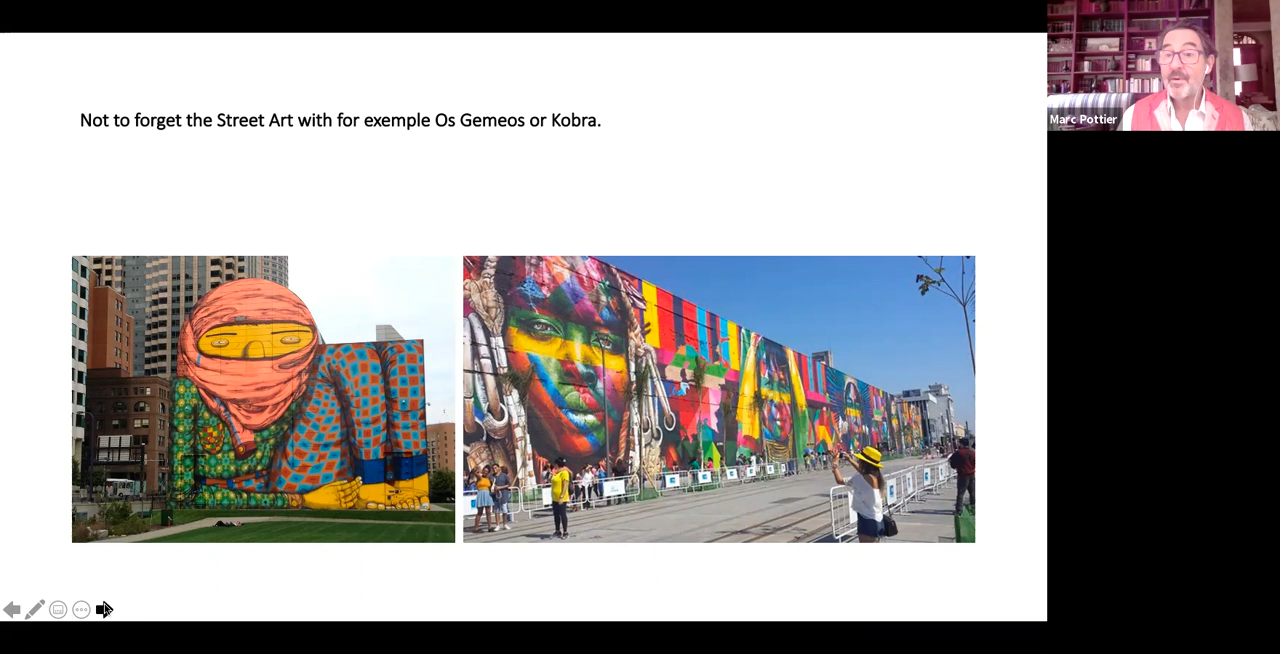 Not to forget the Street Art with for exemple Os Gemeos or Kobra.
Marc Pottier